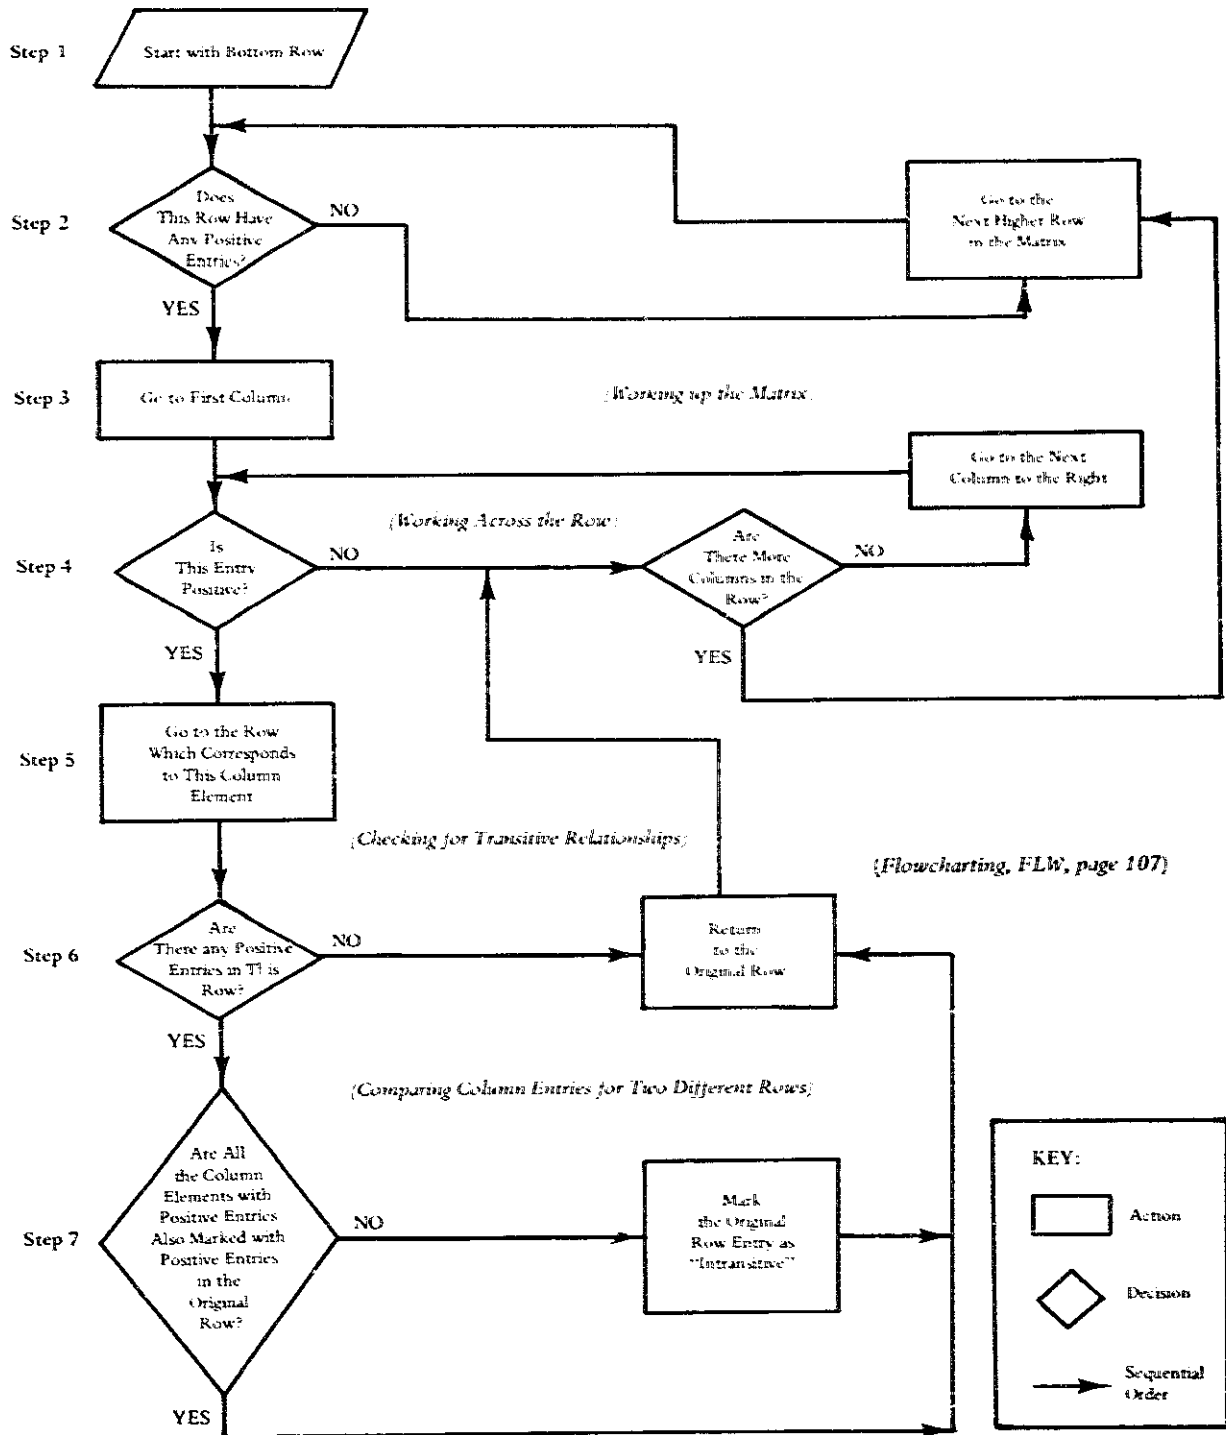 Step 1
Start with Bottom Row
Step 2
Does
This Row Have
Any Positive
Entries?
NO
YES
Go to the
Next Higher Row
in the Matrix
Step 3
Go to First Column
(Working up the Matrix)
Go to the Next
Column to the Right
(Working Across the Row)
Step 4
Is
This Entry
Positive?
NO
YES
Are
There More
Columns in the
Row?
NO
YES
Step 5
Go to the Row
Which Corresponds
to This Column
Element
(Checking for Transitive Relationships)
(Flowcharting, FLW, page 107)
Step 6
Are
There any Positive
Entries in This
Row?
NO
YES
Return
to the
Original Row
(Comparing Column Entries for Two Different Rows)
Step 7
Are All
the Column
Elements with
Positive Entries
Also Marked with
Positive Entries
in the
Original
Row?
NO
YES
Mark
the Original
Row Entry as
"Intransitive"
KEY:
Action
Decision
Sequential
Order